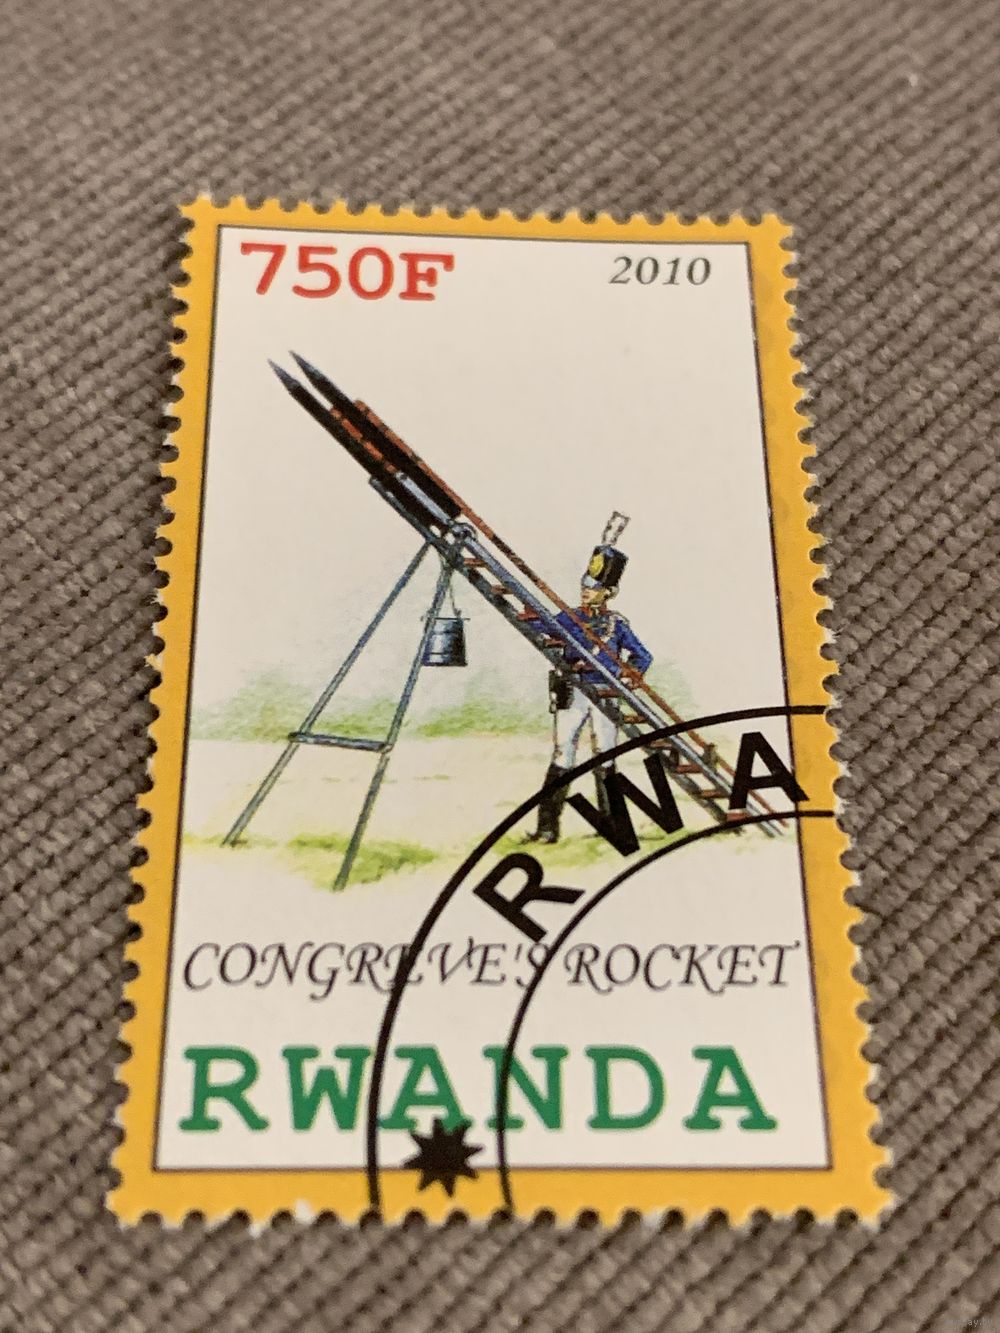 750F
2010
CONGREVE'S ROCKET
RWANDA
RWA